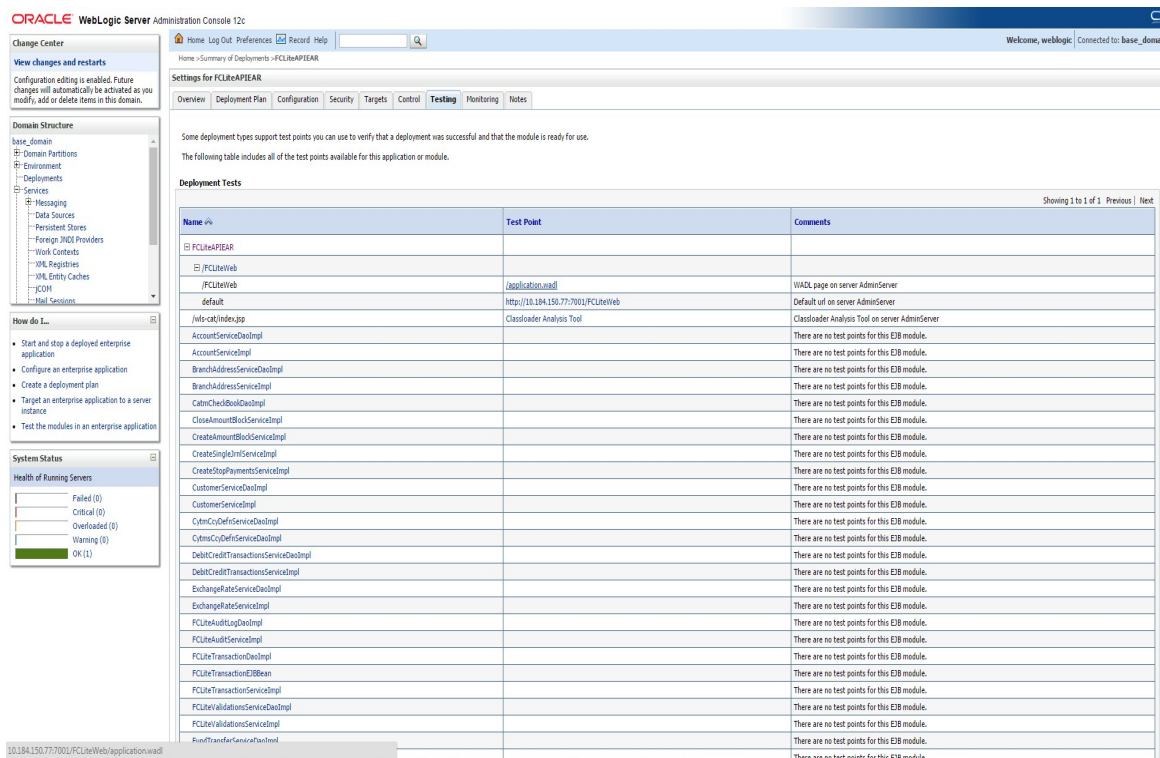 ORACLE WebLogic Server Administration Console 12c
Change Center
View changes and restarts
Configuration editing is enabled. Future
changes will automatically be activated as you
modify, add or delete items in this domain.
Domain Structure
base_domain
Domain Partitions
Environment
Deployments
Services
Messaging
Data Sources
Persistent Stores
Foreign JNDI Providers
Work Contexts
XML Registries
XML Entity Caches
jCOM
Mail Sessions
How do I...
Start and stop a deployed enterprise
application
Configure an enterprise application
Create a deployment plan
Target an enterprise application to a server
instance
Test the modules in an enterprise application
System Status
Health of Running Servers
Failed (0)
Critical (0)
Overloaded (0)
Warning (0)
OK (1)
Home Log Out Preferences Record Help
Welcome, weblogic Connected to: base_doma
Home >Summary of Deployments >FCLiteAPIEAR
Settings for FCLiteAPIEAR
Overview Deployment Plan Configuration Security Targets Control Testing Monitoring Notes
Some deployment types support test points you can use to verify that a deployment was successful and that the module is ready for use.
The following table includes all of the test points available for this application or module.
Deployment Tests
Showing 1 to 1 of 1 Previous | Next
Name Test Point Comments
FCLiteAPIEAR
/FCLiteWeb
/FCLiteWeb /application.wadl WADL page on server AdminServer
default http://10.184.150.77:7001/FCLiteWeb Default url on server AdminServer
/wls-cat/index.jsp Classloader Analysis Tool Classloader Analysis Tool on server AdminServer
AccountServiceDaoImpl There are no test points for this EJB module.
AccountServiceImpl There are no test points for this EJB module.
BranchAddressServiceDaoImpl There are no test points for this EJB module.
BranchAddressServiceImpl There are no test points for this EJB module.
CatmCheckBookDaoImpl There are no test points for this EJB module.
CloseAmountBlockServiceImpl There are no test points for this EJB module.
CreateAmountBlockServiceImpl There are no test points for this EJB module.
CreateSingleJrnlServiceImpl There are no test points for this EJB module.
CreateStopPaymentsServiceImpl There are no test points for this EJB module.
CustomerServiceDaoImpl There are no test points for this EJB module.
CustomerServiceImpl There are no test points for this EJB module.
CytmCcyDefnServiceDaoImpl There are no test points for this EJB module.
CytmsCcyDefnServiceImpl There are no test points for this EJB module.
DebitCreditTransactionsServiceDaoImpl There are no test points for this EJB module.
DebitCreditTransactionsServiceImpl There are no test points for this EJB module.
ExchangeRateServiceDaoImpl There are no test points for this EJB module.
ExchangeRateServiceImpl There are no test points for this EJB module.
FCLiteAuditLogDaoImpl There are no test points for this EJB module.
FCLiteAuditServiceImpl There are no test points for this EJB module.
FCLiteTransactionDaoImpl There are no test points for this EJB module.
FCLiteTransactionEJBBean There are no test points for this EJB module.
FCLiteTransactionServiceImpl There are no test points for this EJB module.
FCLiteValidationsServiceDaoImpl There are no test points for this EJB module.
FCLiteValidationsServiceImpl There are no test points for this EJB module.
FundTransferServiceDaoImpl There are no test points for this EJB module.
There are no test points for this EJB module.
10.184.150.77:7001/FCLiteWeb/application.wadl